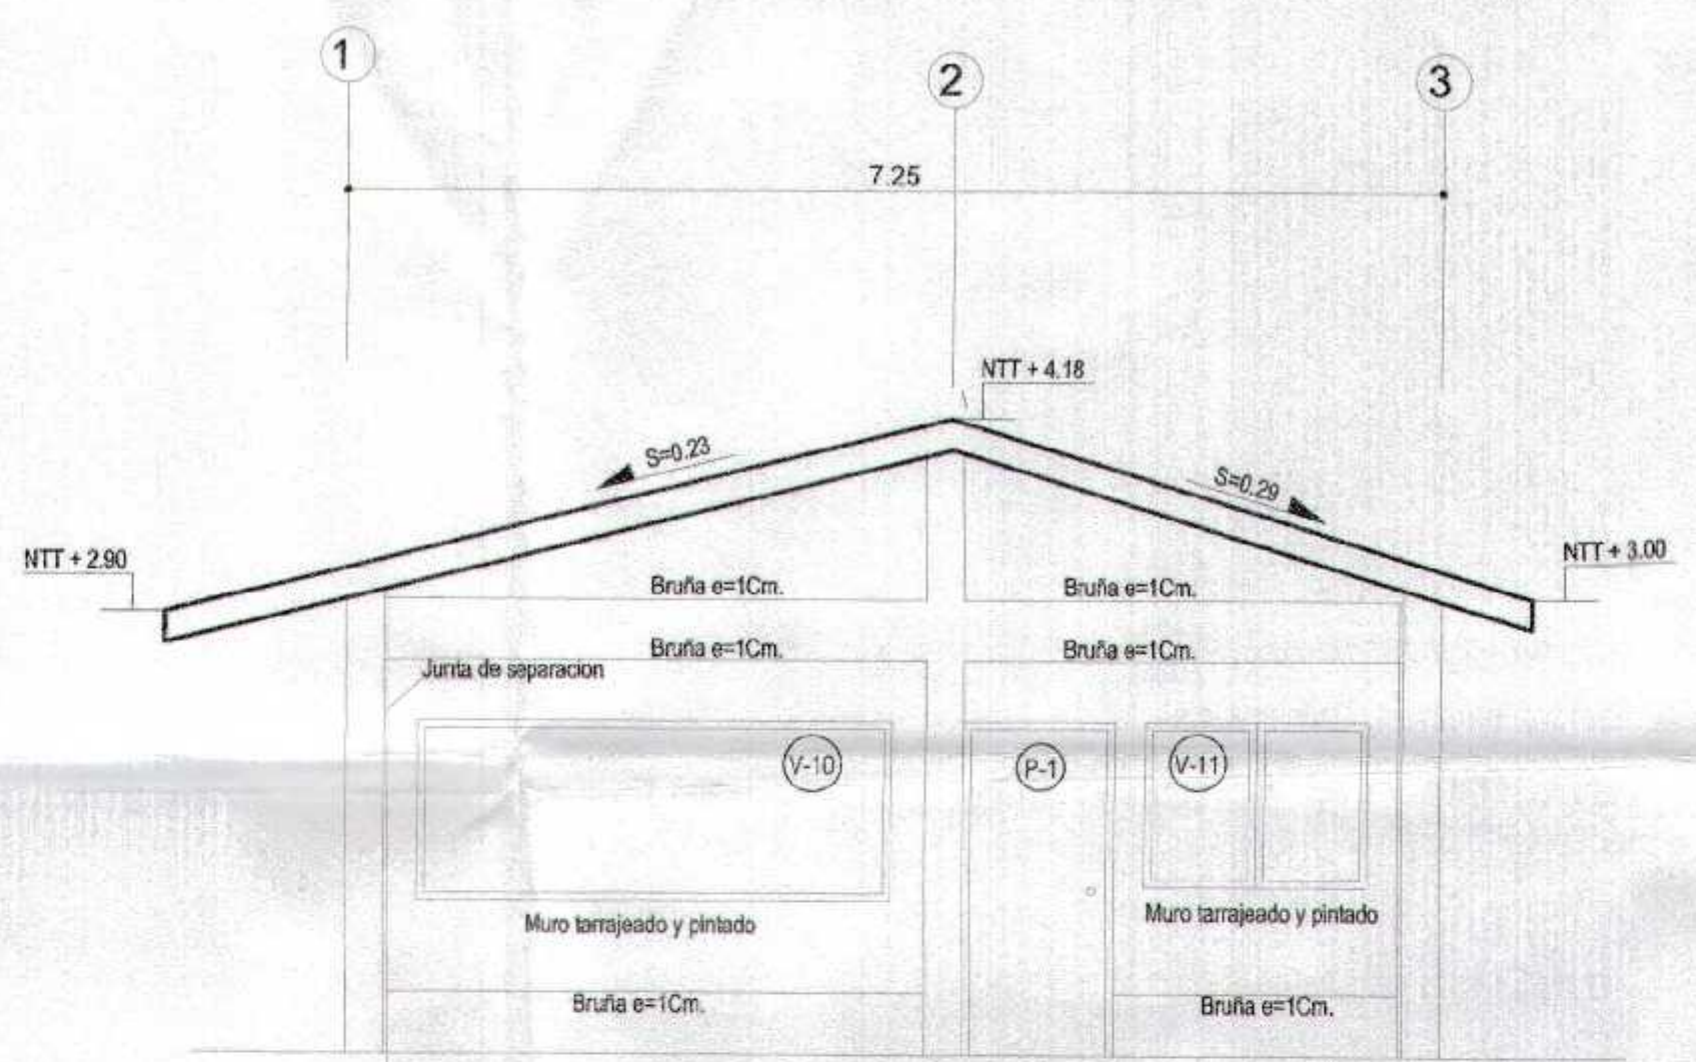 1
2
3
7.25
NTT + 4.18
S=0.23
S=0.29
NTT + 2.90
NTT + 3.00
Bruña e=1Cm.
Bruña e=1Cm.
Bruña e=1Cm.
Bruña e=1Cm.
Junta de separacion
V-10
P-1
V-11
Muro tarrajeado y pintado
Muro tarrajeado y pintado
Bruña e=1Cm.
Bruña e=1Cm.